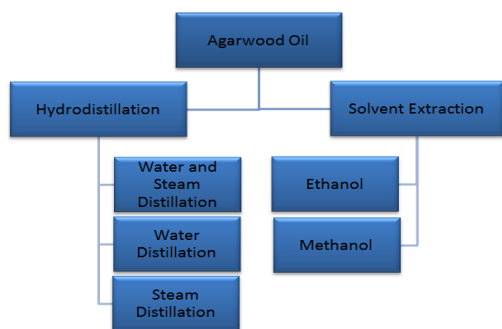 Agarwood Oil
Hydrodistillation
Solvent Extraction
Water and
Steam
Distillation
Ethanol
Water
Distillation
Methanol
Steam
Distillation